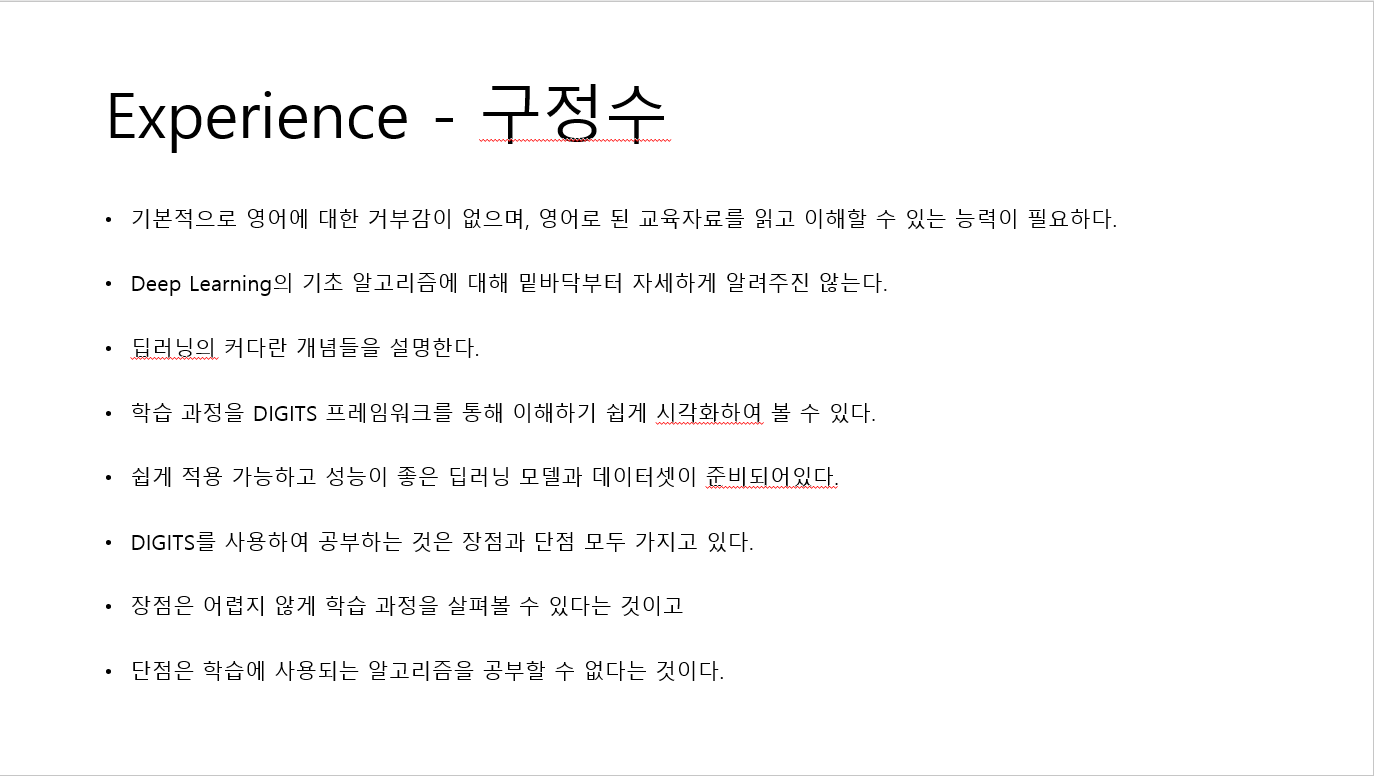 Experience - 구정수
• 기본적으로 영어에 대한 거부감이 없으며, 영어로 된 교육자료를 읽고 이해할 수 있는 능력이 필요하다.
• Deep Learning의 기초 알고리즘에 대해 밑바닥부터 자세하게 알려주진 않는다.
• 딥러닝의 커다란 개념들을 설명한다.
• 학습 과정을 DIGITS 프레임워크를 통해 이해하기 쉽게 시각화하여 볼 수 있다.
• 쉽게 적용 가능하고 성능이 좋은 딥러닝 모델과 데이터셋이 준비되어있다.
• DIGITS를 사용하여 공부하는 것은 장점과 단점 모두 가지고 있다.
• 장점은 어렵지 않게 학습 과정을 살펴볼 수 있다는 것이고
• 단점은 학습에 사용되는 알고리즘을 공부할 수 없다는 것이다.